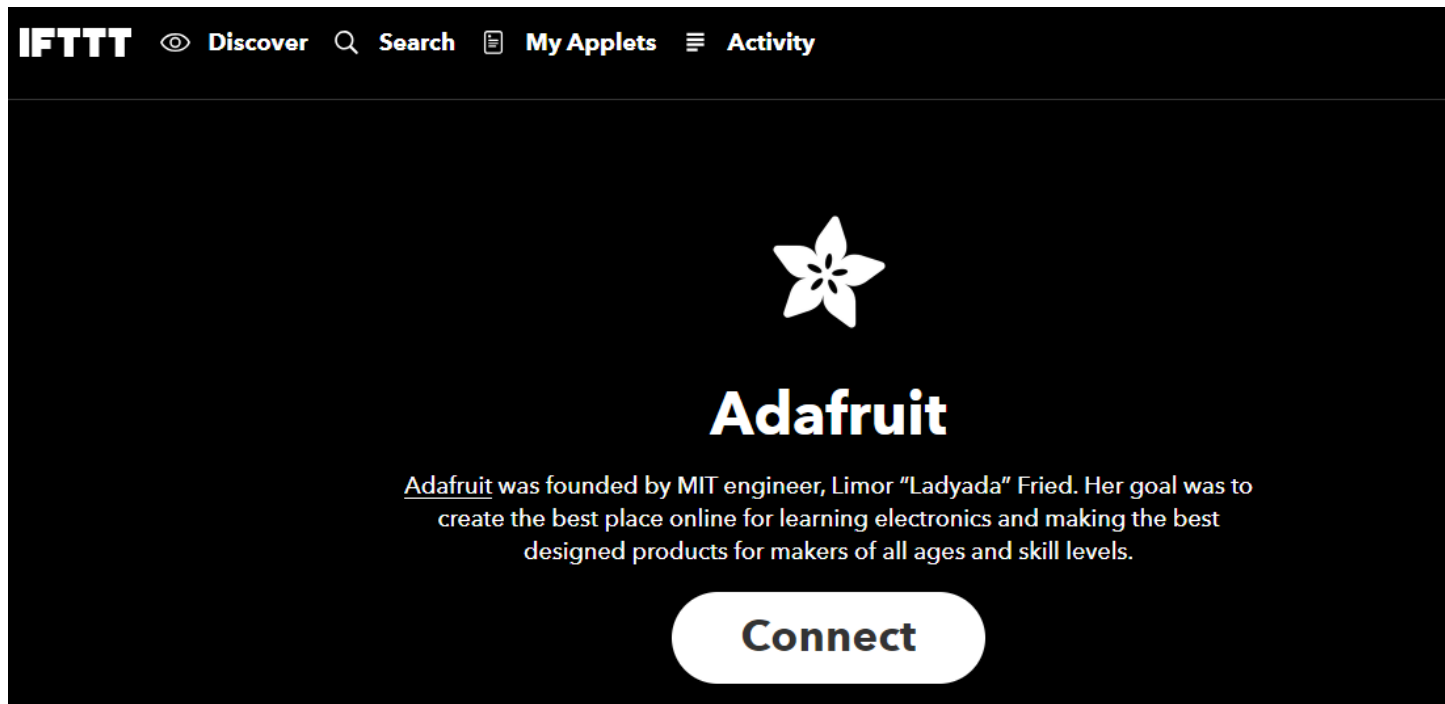 IFTTT Discover Search My Applets Activity
Adafruit
Adafruit was founded by MIT engineer, Limor “Ladyada” Fried. Her goal was to
create the best place online for learning electronics and making the best
designed products for makers of all ages and skill levels.
Connect